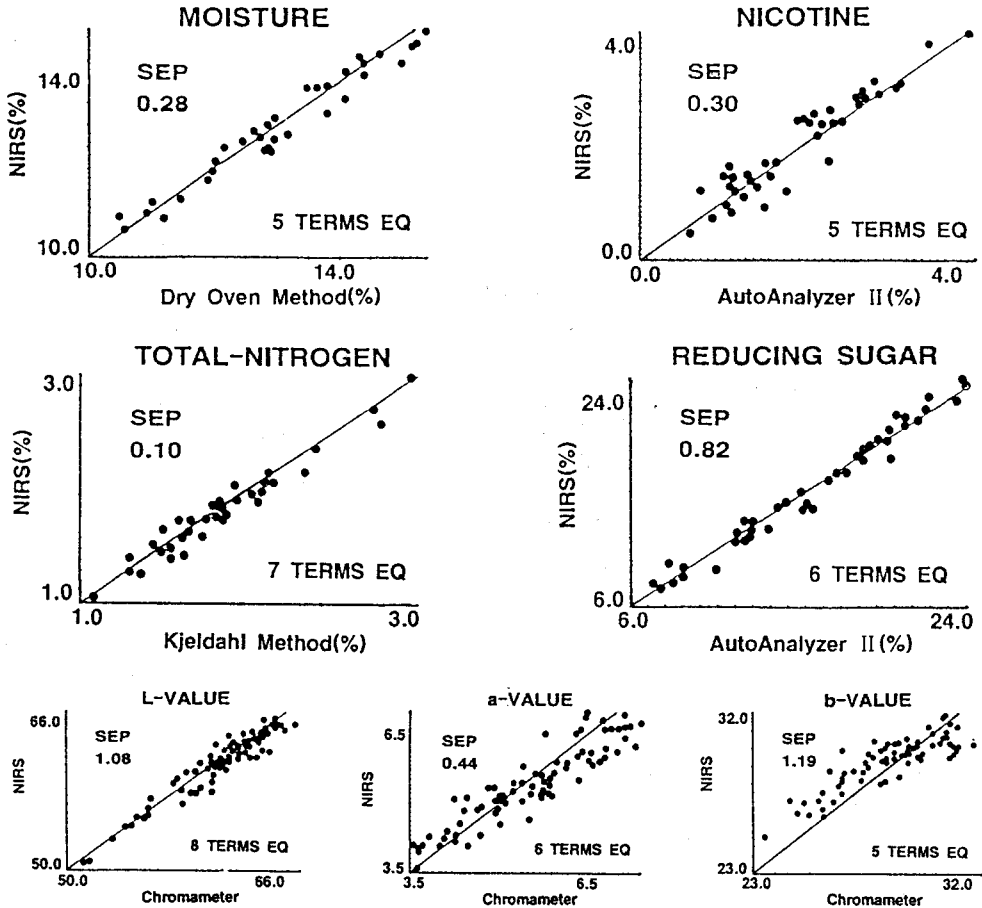 MOISTURE
NIRS(%)
14.0
10.0
SEP
0.28
5 TERMS EQ
10.0
14.0
Dry Oven Method(%)
NICOTINE
NIRS(%)
4.0
0.0
SEP
0.30
5 TERMS EQ
0.0
4.0
AutoAnalyzer II(%)
TOTAL-NITROGEN
NIRS(%)
3.0
1.0
SEP
0.10
7 TERMS EQ
1.0
3.0
Kjeldahl Method(%)
REDUCING SUGAR
NIRS(%)
24.0
6.0
SEP
0.82
6 TERMS EQ
6.0
24.0
AutoAnalyzer II(%)
L-VALUE
NIRS
66.0
50.0
SEP
1.08
8 TERMS EQ
50.0
66.0
Chromameter
a-VALUE
NIRS
6.5
3.5
SEP
0.44
6 TERMS EQ
3.5
6.5
Chromameter
b-VALUE
NIRS
32.0
23.0
SEP
1.19
5 TERMS EQ
23.0
32.0
Chromameter